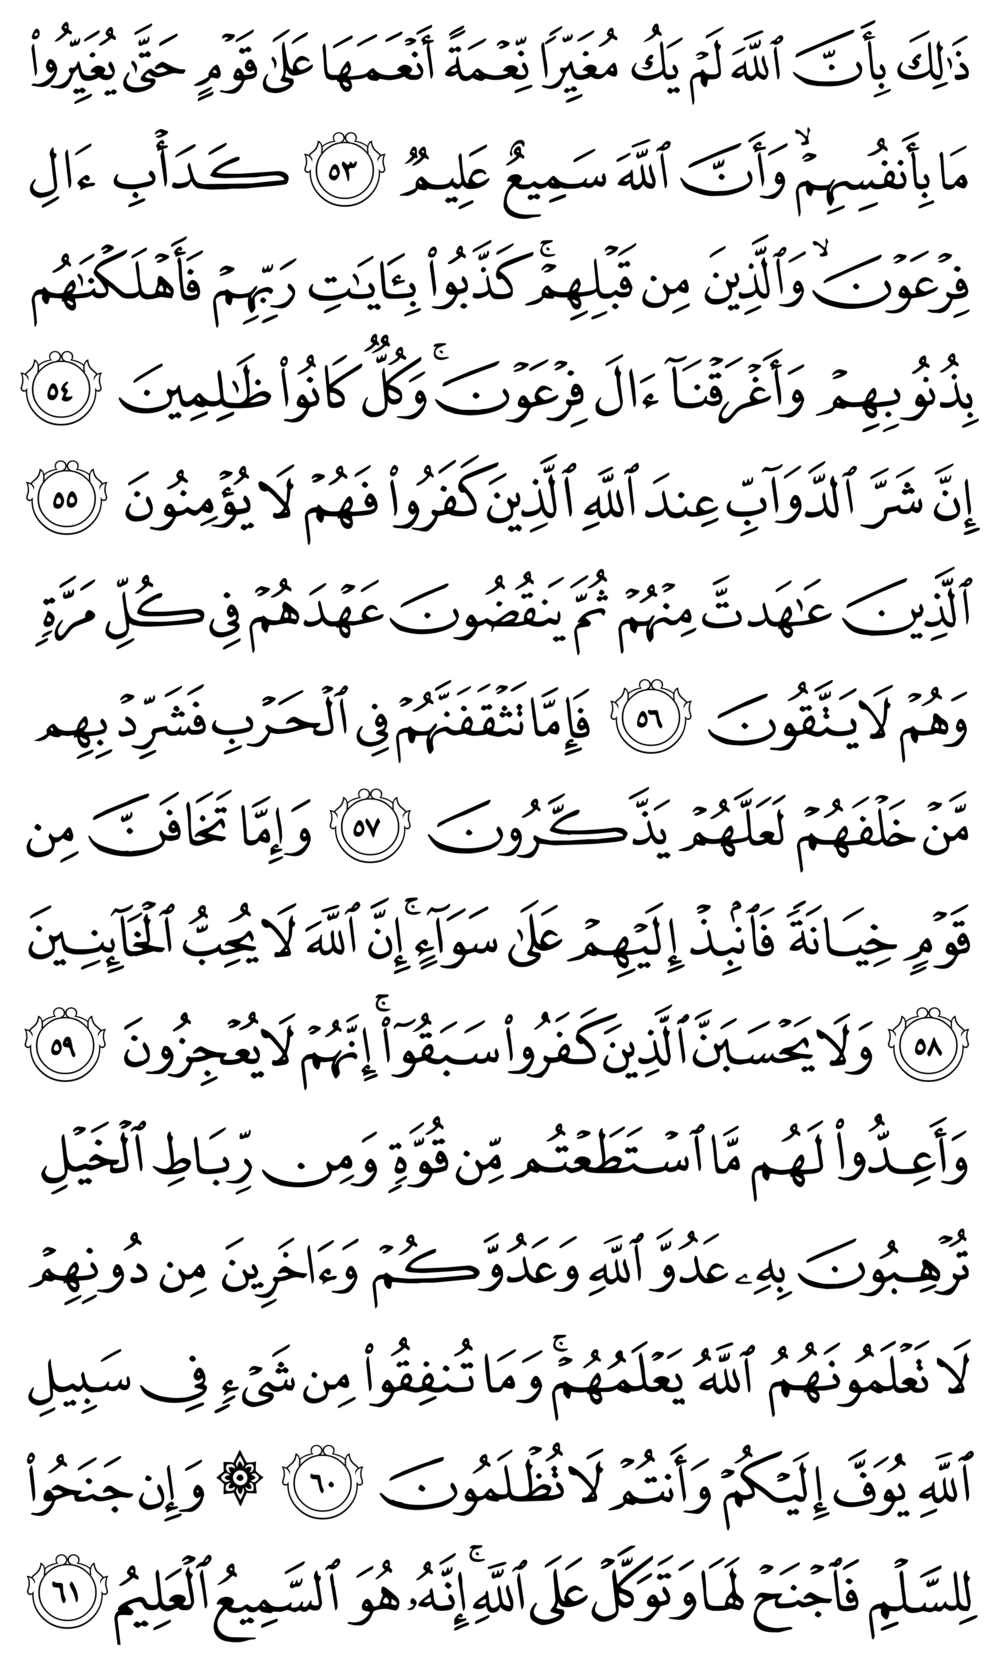 ذَٰلِكَ بِأَنَّ ٱللَّهَ لَمۡ يَكُ مُغَيِّرٗا نِّعۡمَةً أَنۡعَمَهَا عَلَىٰ قَوۡمٍ حَتَّىٰ يُغَيِّرُواْ
مَا بِأَنفُسِهِمۡ وَأَنَّ ٱللَّهَ سَمِيعٌ عَلِيمٞ ٥٣ كَدَأۡبِ ءَالِ
فِرۡعَوۡنَۙ وَٱلَّذِينَ مِن قَبۡلِهِمۡۚ كَذَّبُواْ بِـَٔايَٰتِ رَبِّهِمۡ فَأَهۡلَكۡنَٰهُم
بِذُنُوبِهِمۡ وَأَغۡرَقۡنَآ ءَالَ فِرۡعَوۡنَۚ وَكُلّٞ كَانُواْ ظَٰلِمِينَ ٥٤
إِنَّ شَرَّ ٱلدَّوَآبِّ عِندَ ٱللَّهِ ٱلَّذِينَ كَفَرُواْ فَهُمۡ لَا يُؤۡمِنُونَ ٥٥
ٱلَّذِينَ عَٰهَدتَّ مِنۡهُمۡ ثُمَّ يَنقُضُونَ عَهۡدَهُمۡ فِي كُلِّ مَرَّةٖ
وَهُمۡ لَا يَتَّقُونَ ٥٦ فَإِمَّا تَثۡقَفَنَّهُمۡ فِي ٱلۡحَرۡبِ فَشَرِّدۡ بِهِم
مَّنۡ خَلۡفَهُمۡ لَعَلَّهُمۡ يَذَّكَّرُونَ ٥٧ وَإِمَّا تَخَافَنَّ مِن
قَوۡمٍ خِيَانَةٗ فَٱنۢبِذۡ إِلَيۡهِمۡ عَلَىٰ سَوَآءٍۚ إِنَّ ٱللَّهَ لَا يُحِبُّ ٱلۡخَآئِنِينَ
٥٨ وَلَا يَحۡسَبَنَّ ٱلَّذِينَ كَفَرُواْ سَبَقُوٓاْۚ إِنَّهُمۡ لَا يُعۡجِزُونَ ٥٩
وَأَعِدُّواْ لَهُم مَّا ٱسۡتَطَعۡتُم مِّن قُوَّةٖ وَمِن رِّبَاطِ ٱلۡخَيۡلِ
تُرۡهِبُونَ بِهِۦ عَدُوَّ ٱللَّهِ وَعَدُوَّكُمۡ وَءَاخَرِينَ مِن دُونِهِمۡ
لَا تَعۡلَمُونَهُمُ ٱللَّهُ يَعۡلَمُهُمۡۚ وَمَا تُنفِقُواْ مِن شَيۡءٖ فِي سَبِيلِ
ٱللَّهِ يُوَفَّ إِلَيۡكُمۡ وَأَنتُمۡ لَا تُظۡلَمُونَ ٦٠ ۞ وَإِن جَنَحُواْ
لِلسَّلۡمِ فَٱجۡنَحۡ لَهَا وَتَوَكَّلۡ عَلَى ٱللَّهِۚ إِنَّهُۥ هُوَ ٱلسَّمِيعُ ٱلۡعَلِيمُ ٦١